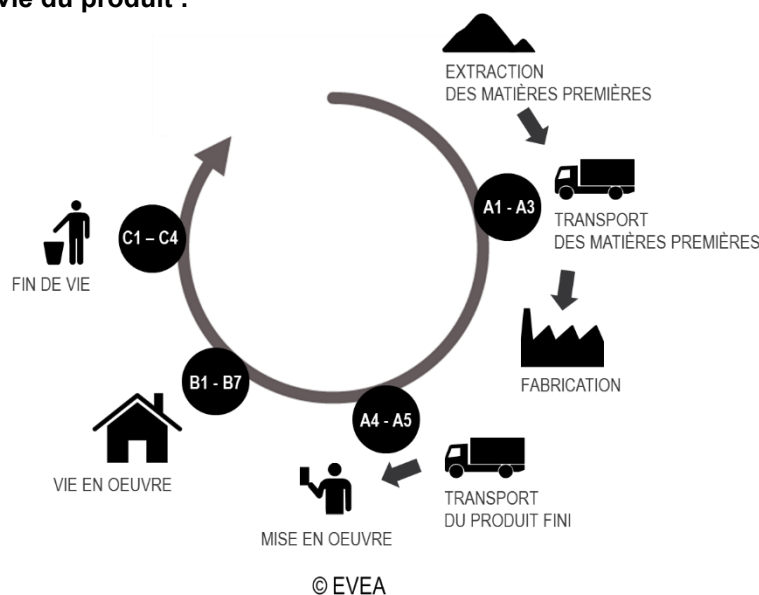 vie du produit :
EXTRACTION
DES MATIÈRES PREMIÈRES
A1 - A3
TRANSPORT
DES MATIÈRES PREMIÈRES
FABRICATION
A4 - A5
TRANSPORT
DU PRODUIT FINI
MISE EN OEUVRE
B1 - B7
VIE EN OEUVRE
C1 – C4
FIN DE VIE
© EVEA